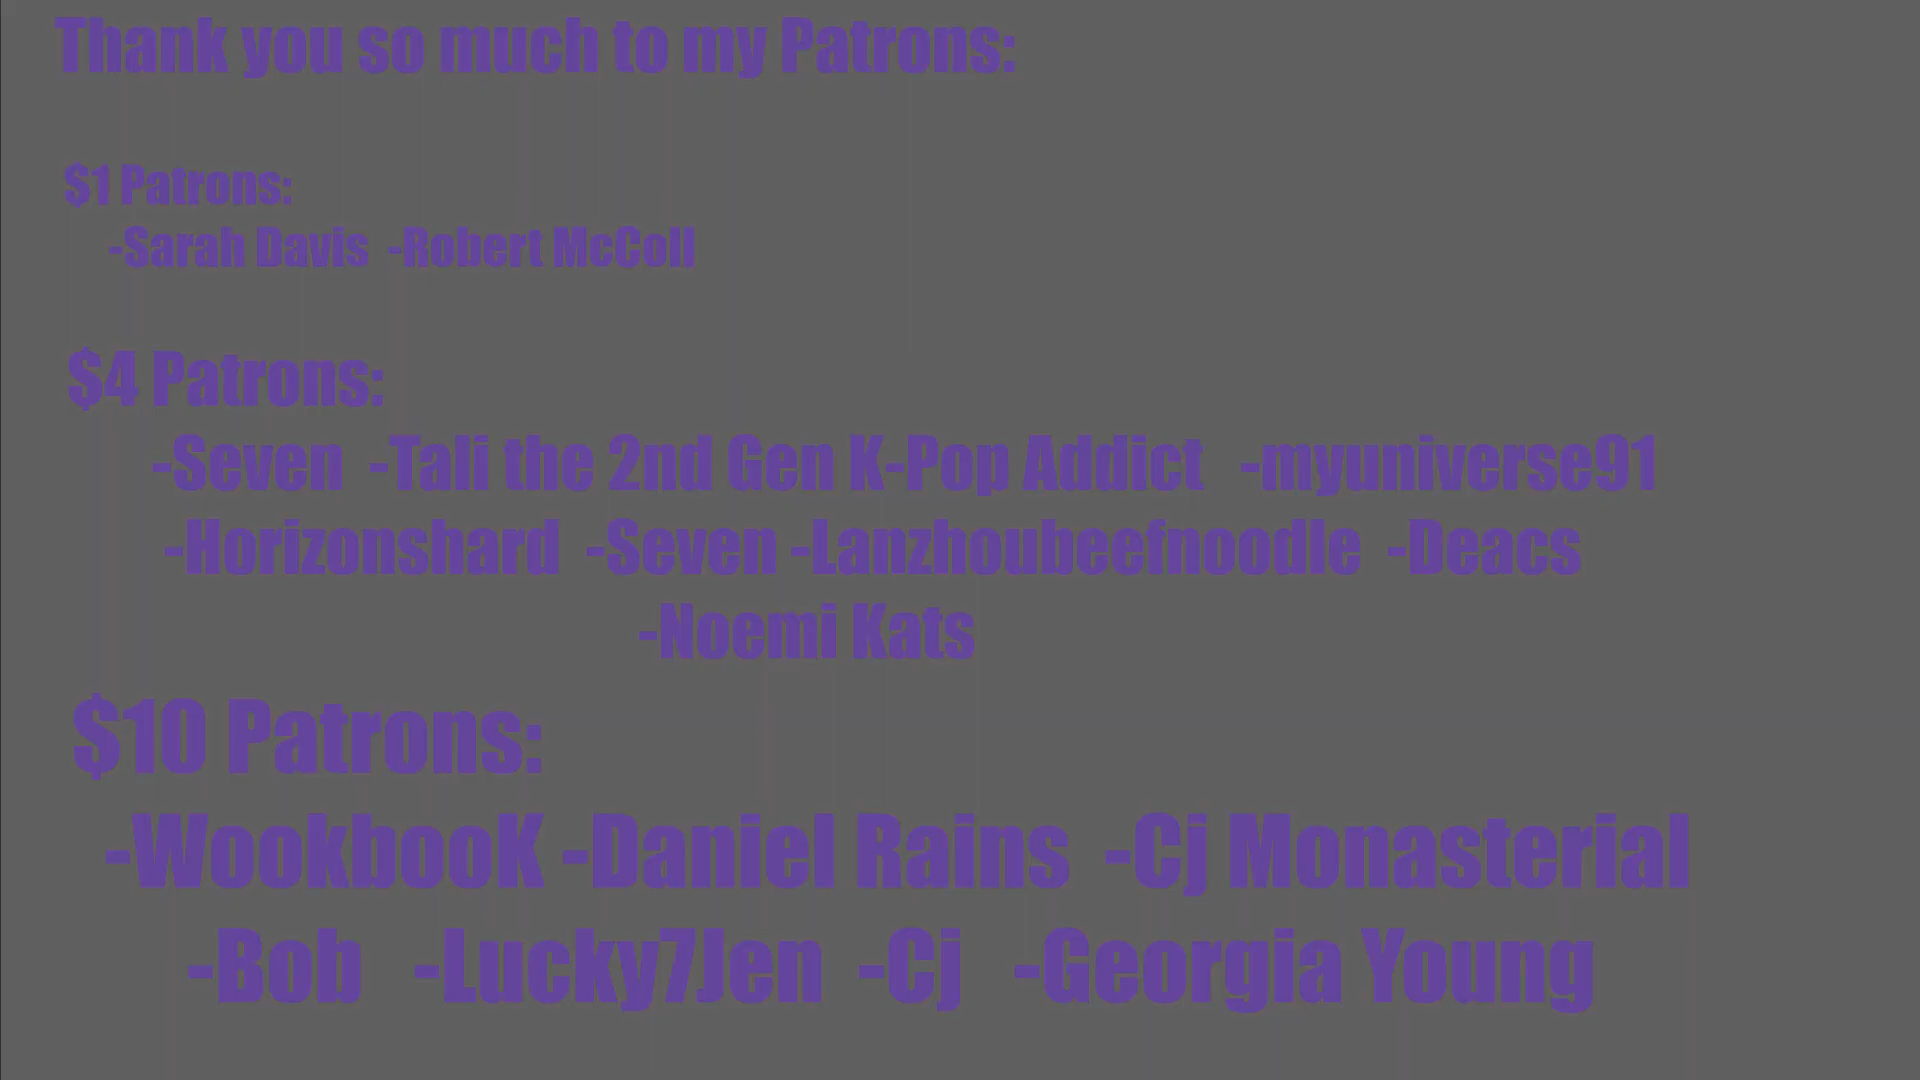 Thank you so much to my Patrons:
$1 Patrons:
-Sarah Davis -Robert McColl
$4 Patrons:
-Seven -Tali the 2nd Gen K-Pop Addict -myuniverse91
-Horizonshard -Seven -Lanzhoubeefnoodle -Deacs
-Noemi Kats
$10 Patrons:
-WookbooK -Daniel Rains -Cj Monasterial
-Bob -Lucky7Jen -Cj -Georgia Young